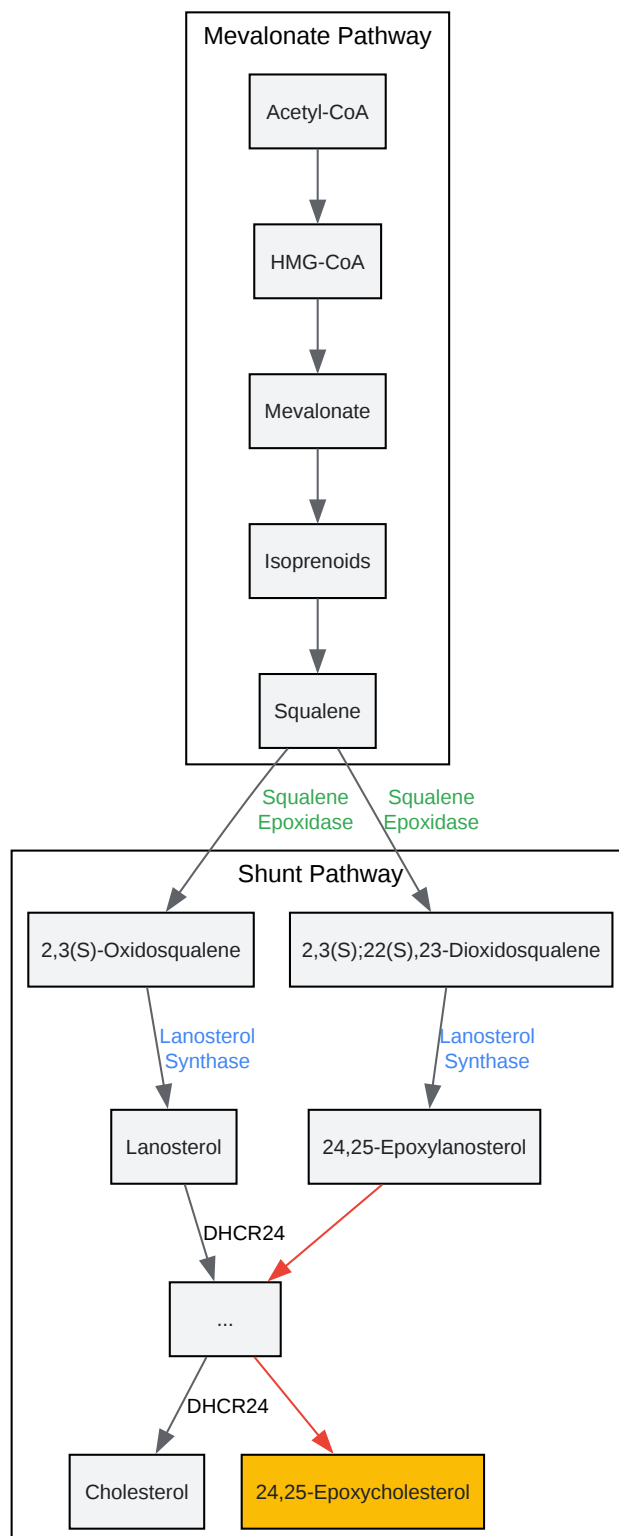 Mevalonate Pathway
Acetyl-CoA
HMG-CoA
Mevalonate
Isoprenoids
Squalene
Squalene
Epoxidase
Squalene
Epoxidase
Shunt Pathway
2,3(S)-Oxidosqualene
2,3(S);22(S),23-Dioxidosqualene
Lanosterol
Synthase
Lanosterol
Synthase
Lanosterol
24,25-Epoxylanosterol
DHCR24
...
DHCR24
Cholesterol
24,25-Epoxycholesterol